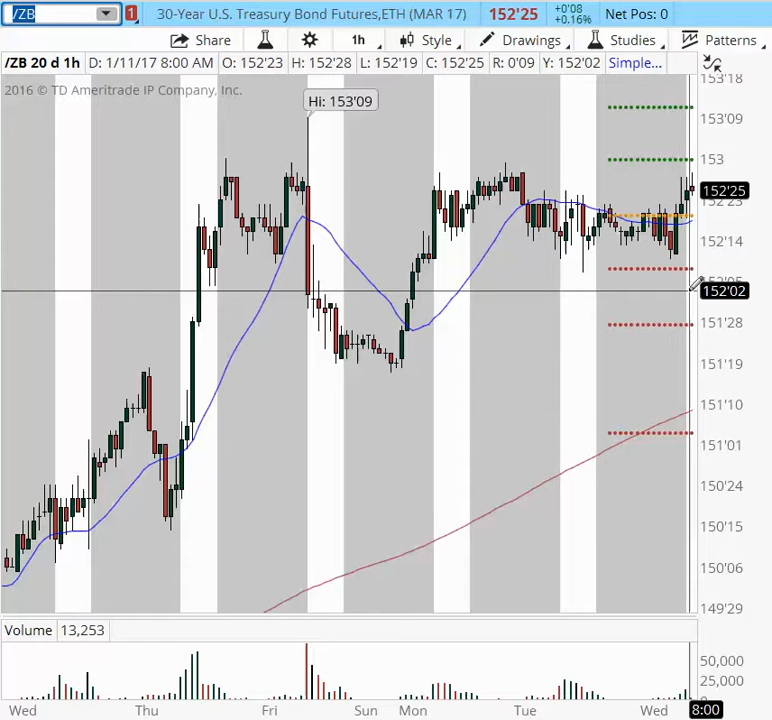 /ZB 1 30-Year U.S. Treasury Bond Futures,ETH (MAR 17) 152'25 +0'08 +0.16% Net Pos: 0
Share 1h Style Drawings Studies Patterns
/ZB 20 d 1h D: 1/11/17 8:00 AM O: 152'23 H: 152'28 L: 152'19 C: 152'25 R: 0'09 Y: 152'02 Simple...
2016 © TD Ameritrade IP Company, Inc.
Hi: 153'09
153'18
153'09
153
152'25
152'23
152'14
152'02
151'28
151'19
151'10
151'01
150'24
150'15
150'06
149'29
Volume 13,253
50,000
25,000
Wed Thu Fri Sun Mon Tue Wed 8:00